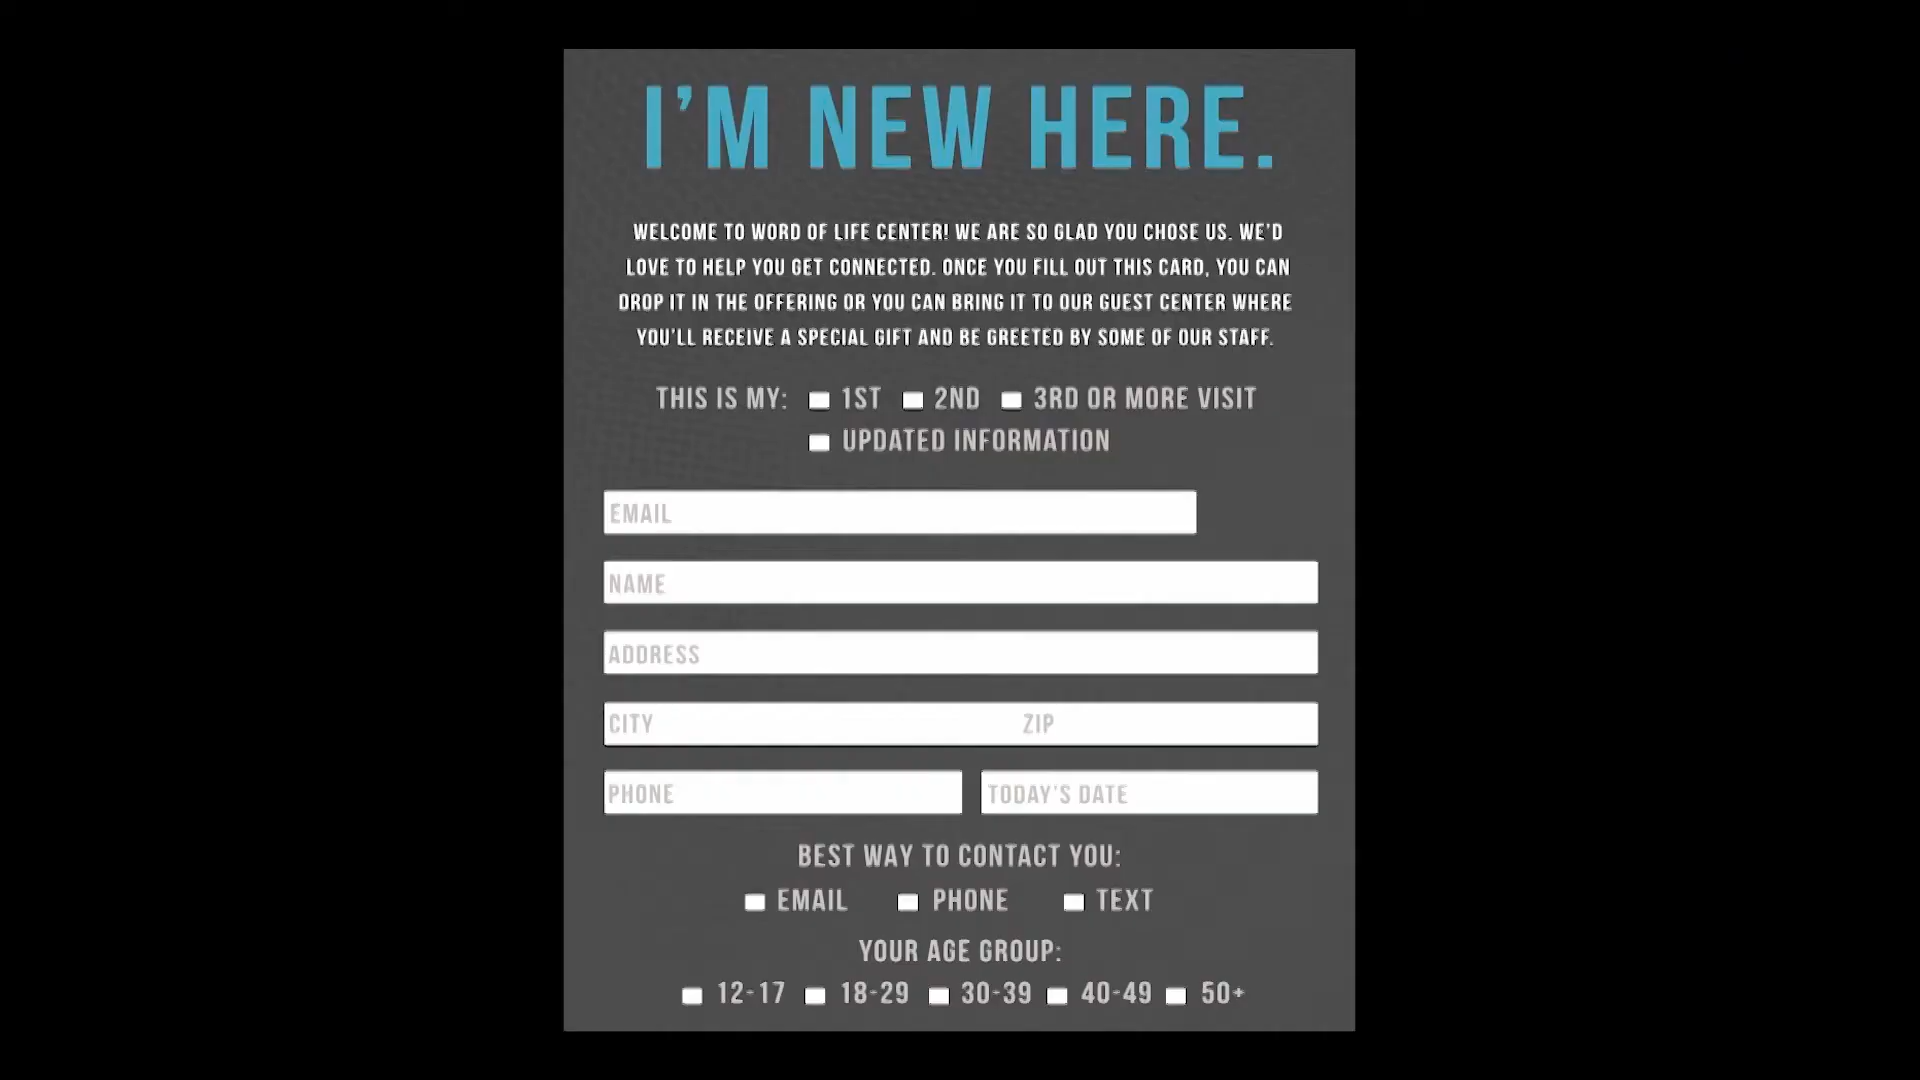 I'M NEW HERE.
WELCOME TO WORD OF LIFE CENTER! WE ARE SO GLAD YOU CHOSE US. WE'D
LOVE TO HELP YOU GET CONNECTED. ONCE YOU FILL OUT THIS CARD, YOU CAN
DROP IT IN THE OFFERING OR YOU CAN BRING IT TO OUR GUEST CENTER WHERE
YOU'LL RECEIVE A SPECIAL GIFT AND BE GREETED BY SOME OF OUR STAFF.
THIS IS MY: 1ST 2ND 3RD OR MORE VISIT
UPDATED INFORMATION
EMAIL
NAME
ADDRESS
CITY ZIP
PHONE TODAY'S DATE
BEST WAY TO CONTACT YOU:
EMAIL PHONE TEXT
YOUR AGE GROUP:
12-17 18-29 30-39 40-49 50+